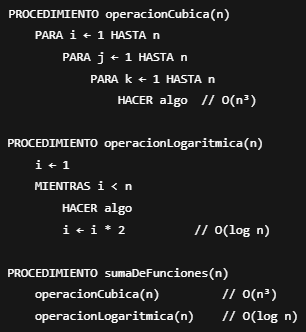 PROCEDIMIENTO operacionCubica(n)
PARA i ← 1 HASTA n
PARA j ← 1 HASTA n
PARA k ← 1 HASTA n
HACER algo // O(n³)
PROCEDIMIENTO operacionLogaritmica(n)
i ← 1
MIENTRAS i < n
HACER algo
i ← i * 2 // O(log n)
PROCEDIMIENTO sumaDeFunciones(n)
operacionCubica(n) // O(n³)
operacionLogaritmica(n) // O(log n)